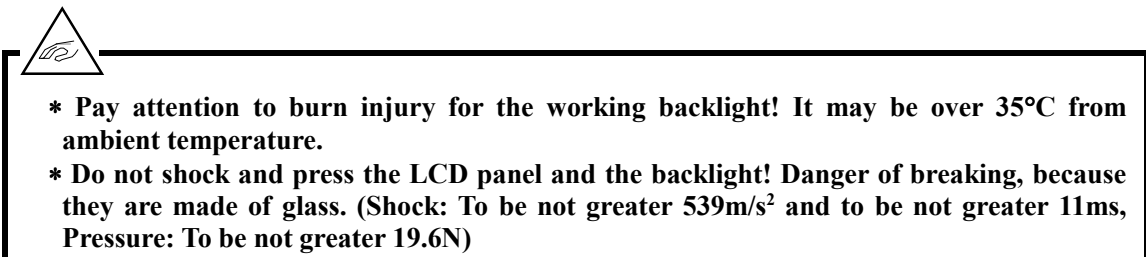 * Pay attention to burn injury for the working backlight! It may be over 35°C from
ambient temperature.
* Do not shock and press the LCD panel and the backlight! Danger of breaking, because
they are made of glass. (Shock: To be not greater 539m/s² and to be not greater 11ms,
Pressure: To be not greater 19.6N)